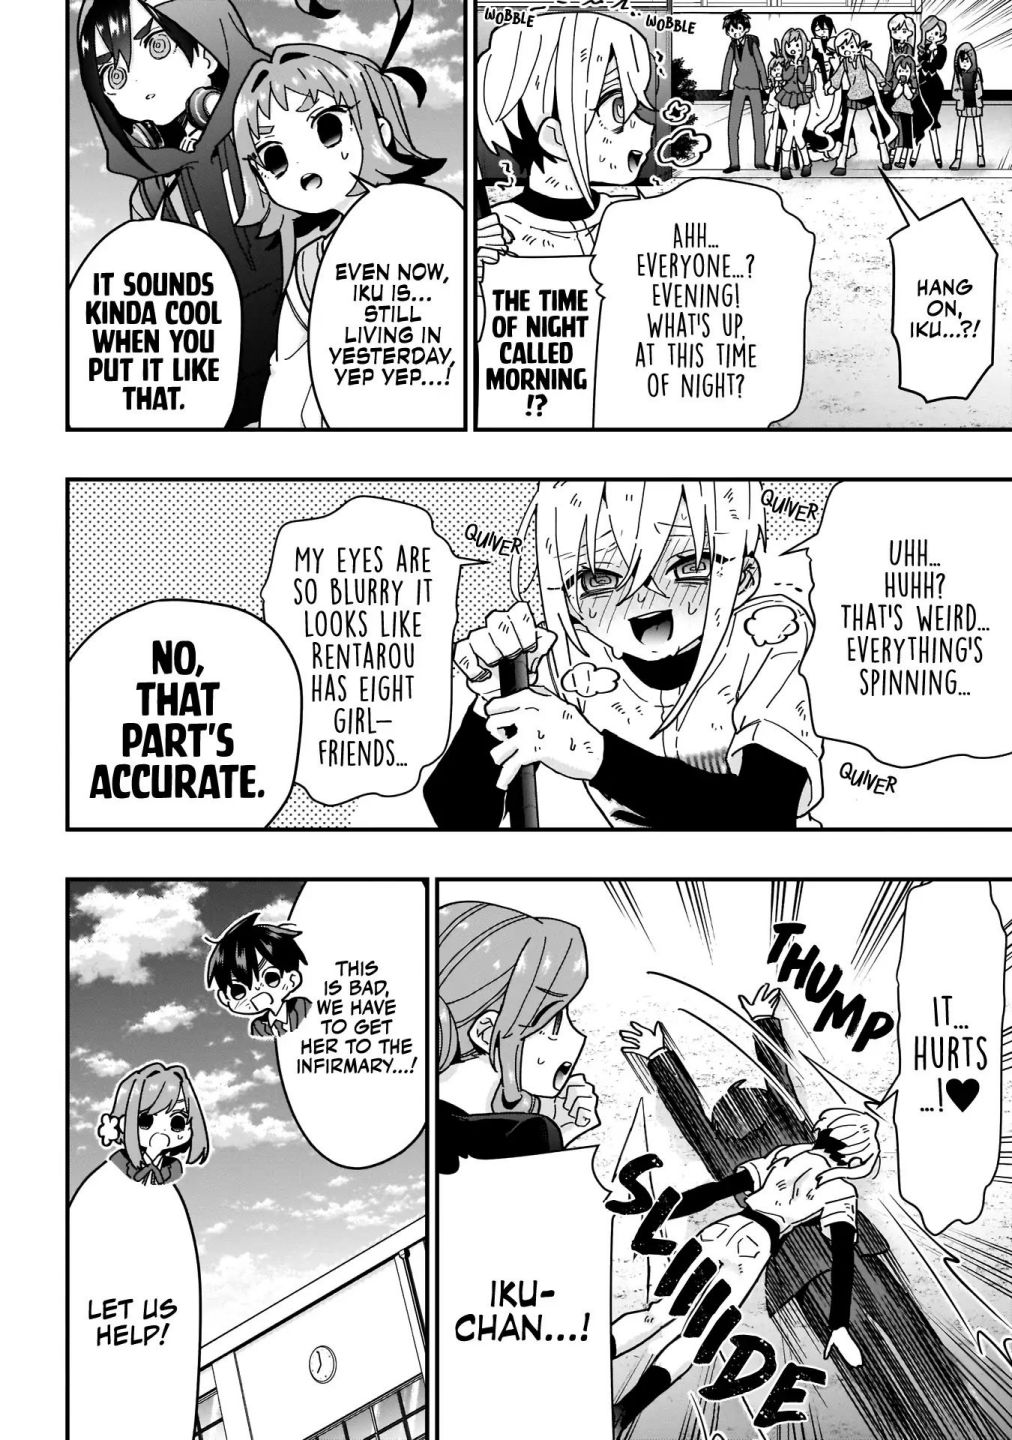 HANG
ON,
IKU...?!
AHH...
EVERYONE...?
EVENING!
WHAT'S UP,
AT THIS TIME
OF NIGHT?
WOBBLE
WOBBLE
THE TIME
OF NIGHT
CALLED
MORNING
!?
EVEN NOW,
IKU IS...
STILL
LIVING IN
YESTERDAY,
YEP YEP...!
IT SOUNDS
KINDA COOL
WHEN YOU
PUT IT LIKE
THAT.
UHH...
HUHH?
THAT'S WEIRD...
EVERYTHING'S
SPINNING...
QUIVER
QUIVER
QUIVER
MY EYES ARE
SO BLURRY IT
LOOKS LIKE
RENTAROU
HAS EIGHT
GIRL-
FRIENDS...
NO,
THAT
PART'S
ACCURATE.
IT...
HURTS
...!♥
THUMP
SLIIIIDE
IKU-
CHAN...!
THIS
IS BAD,
WE HAVE
TO GET
HER TO THE
INFIRMARY...!
LET US
HELP!